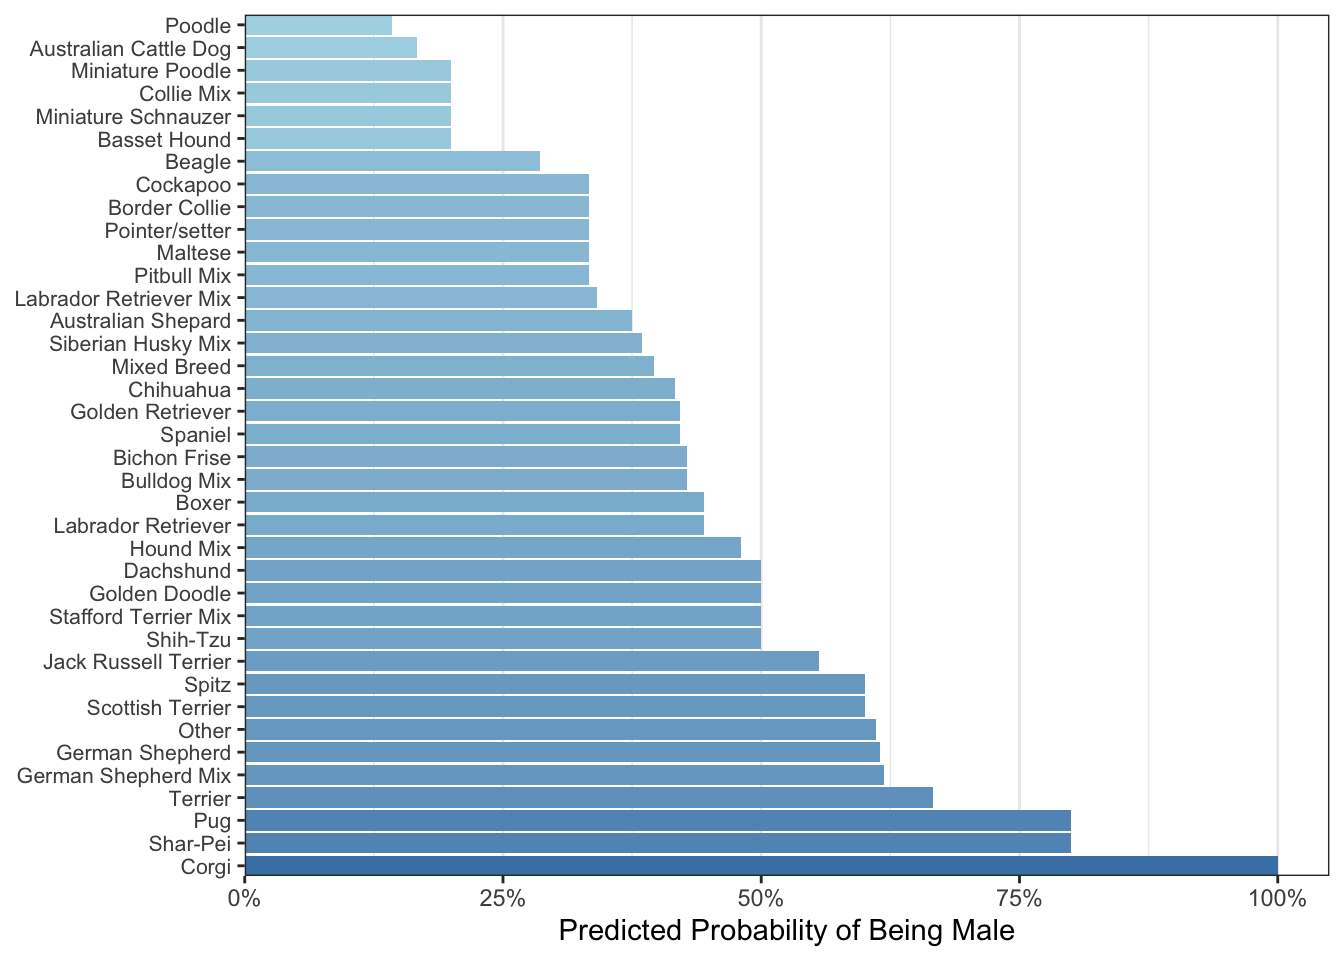 Poodle
Australian Cattle Dog
Miniature Poodle
Collie Mix
Miniature Schnauzer
Basset Hound
Beagle
Cockapoo
Border Collie
Pointer/setter
Maltese
Pitbull Mix
Labrador Retriever Mix
Australian Shepard
Siberian Husky Mix
Mixed Breed
Chihuahua
Golden Retriever
Spaniel
Bichon Frise
Bulldog Mix
Boxer
Labrador Retriever
Hound Mix
Dachshund
Golden Doodle
Stafford Terrier Mix
Shih-Tzu
Jack Russell Terrier
Spitz
Scottish Terrier
Other
German Shepherd
German Shepherd Mix
Terrier
Pug
Shar-Pei
Corgi
0% 25% 50% 75% 100%
Predicted Probability of Being Male